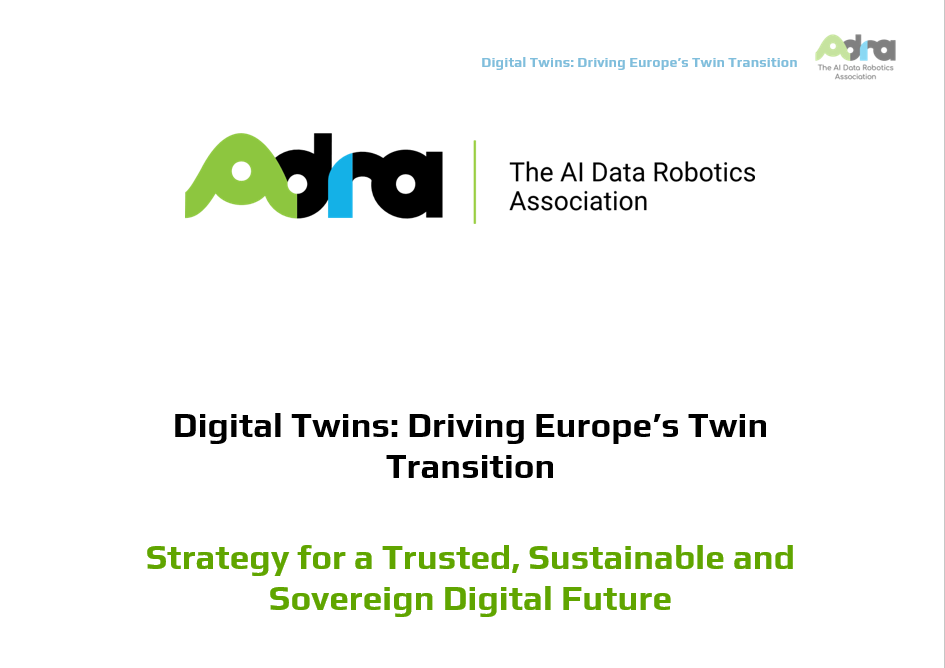 Digital Twins: Driving Europe’s Twin Transition
Adra
The AI Data Robotics
Association
Adra
The AI Data Robotics
Association
Digital Twins: Driving Europe’s Twin
Transition
Strategy for a Trusted, Sustainable and
Sovereign Digital Future